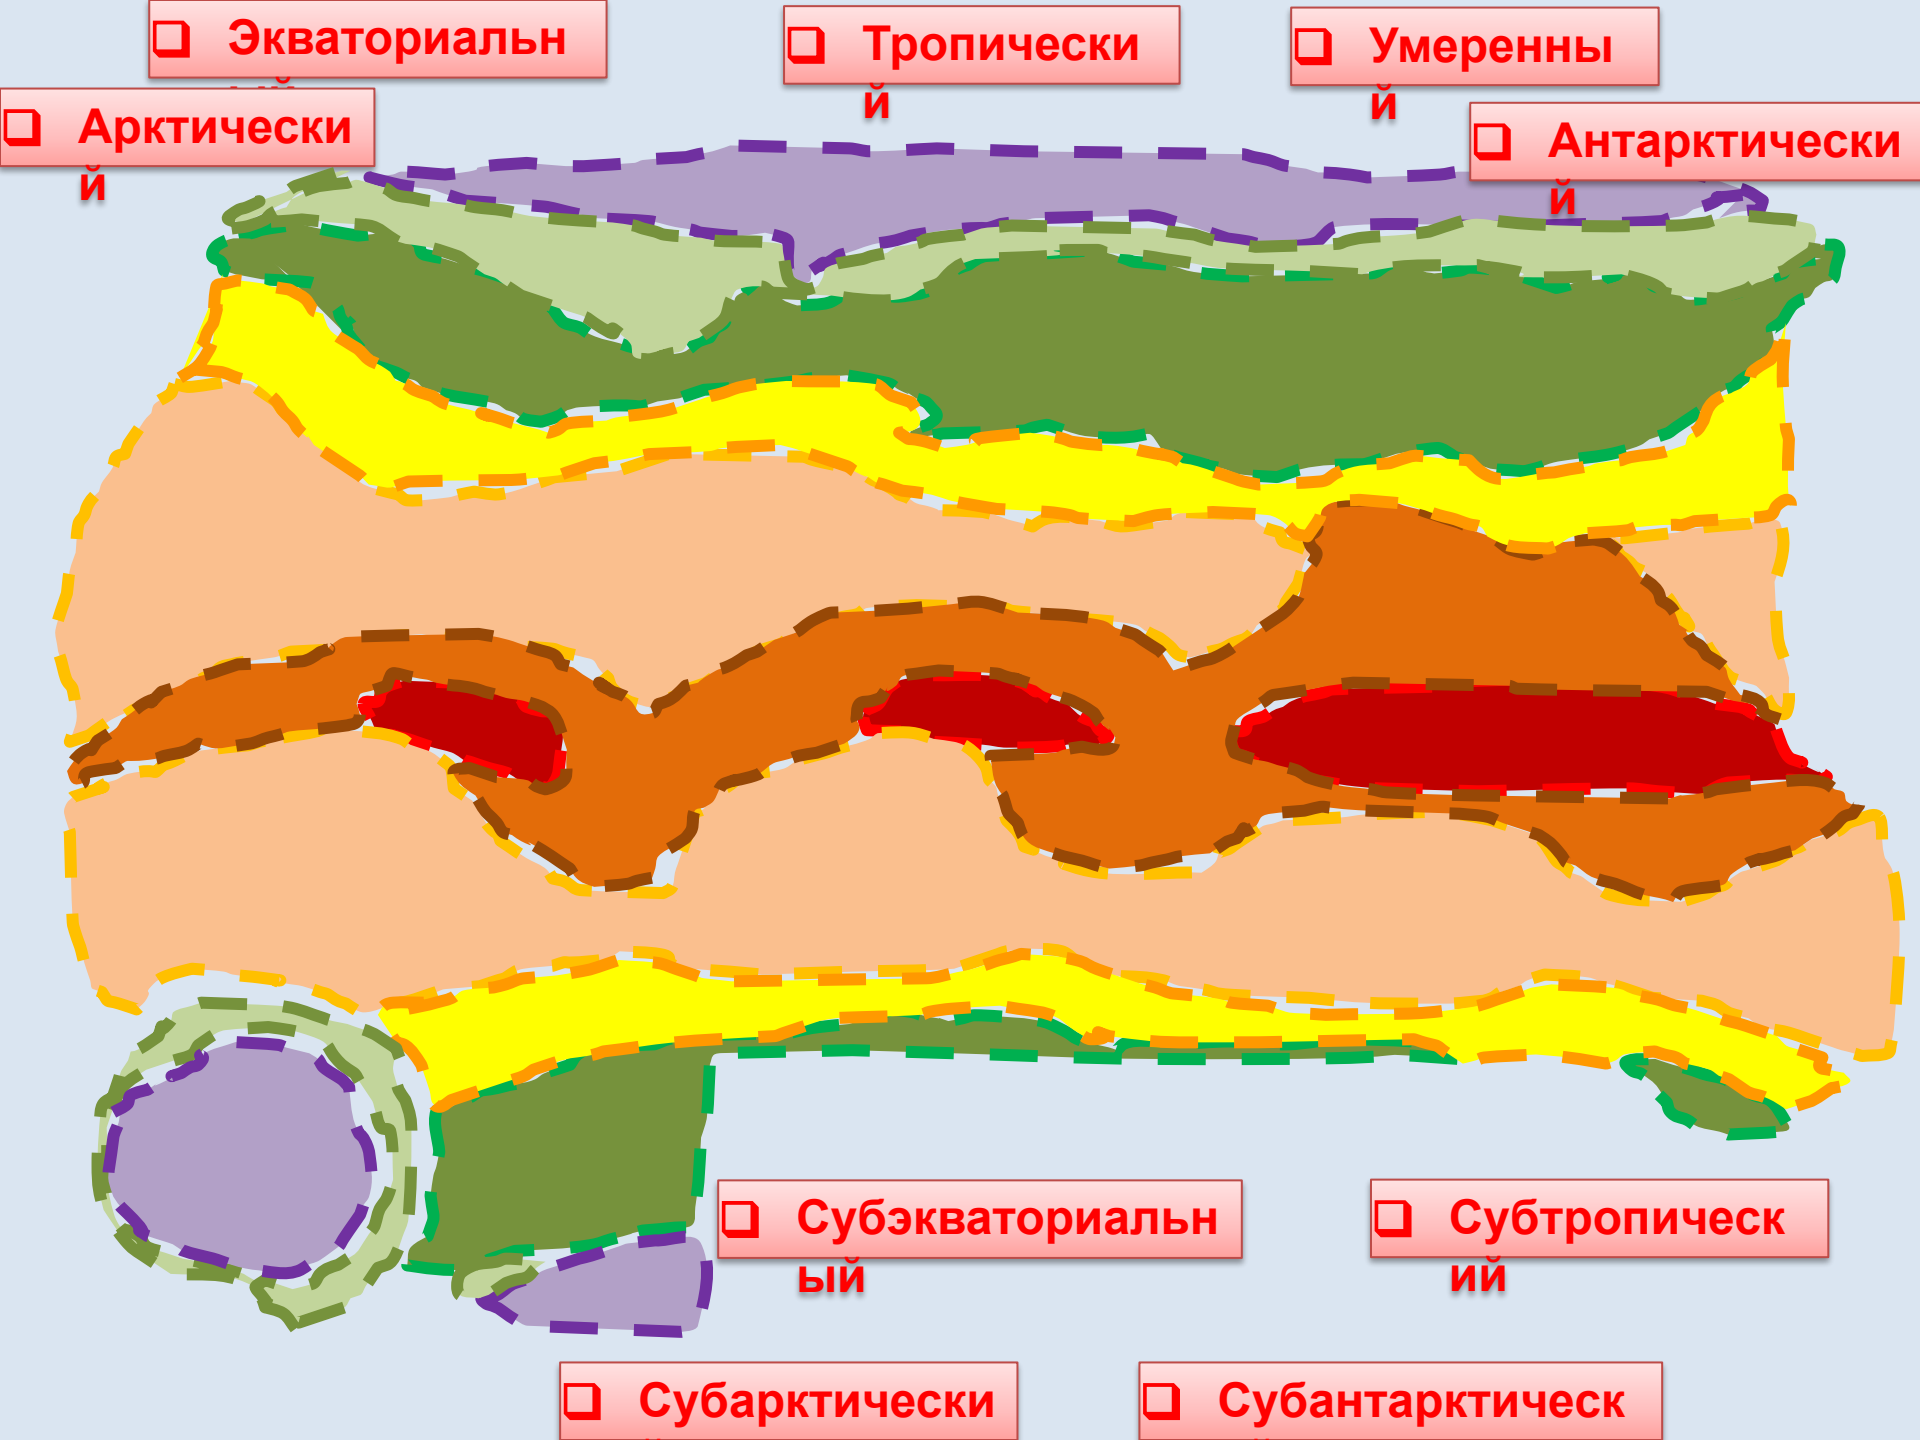 Экваториальн
Тропически
й
Умеренны
й
Арктически
й
Антарктически
й
Субэкваториальн
ый
Субтропическ
ий
Субарктически
Субантарктическ